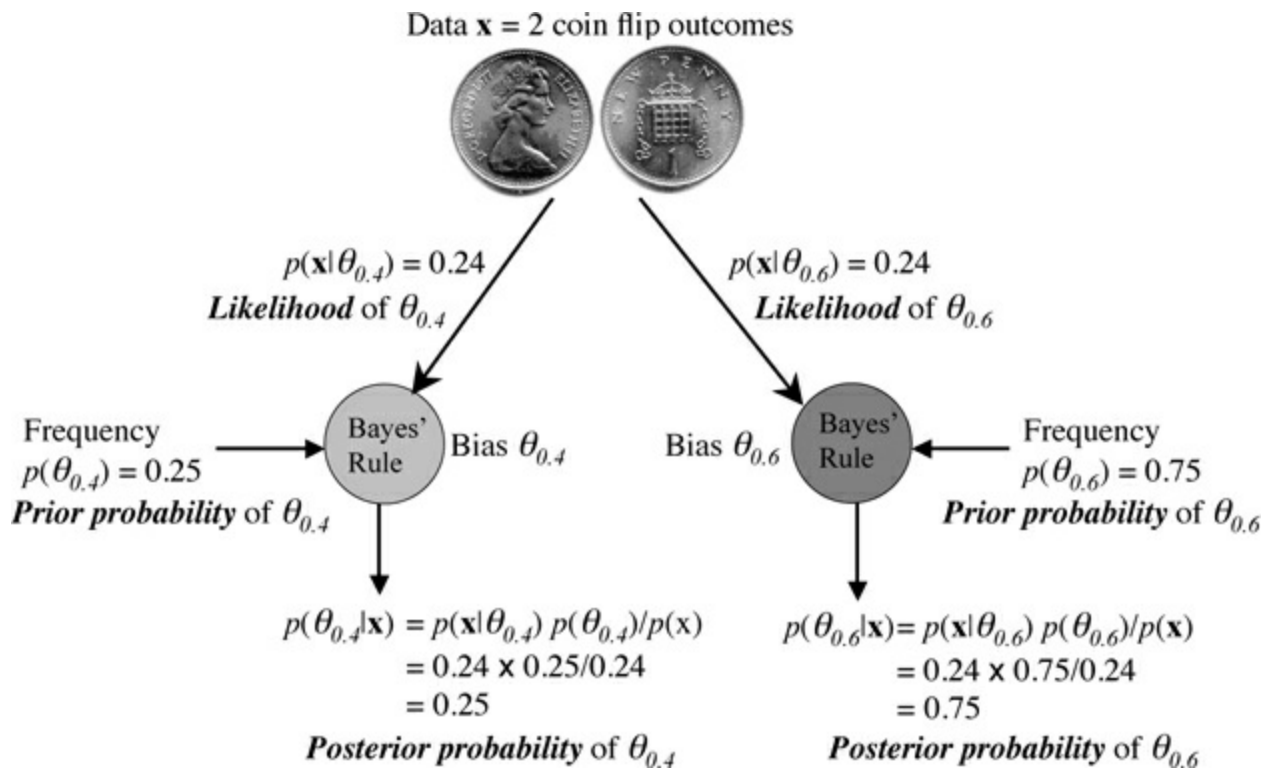 Data x = 2 coin flip outcomes
NEW PENNY
1
p(x|θ0.4) = 0.24
Likelihood of θ0.4
p(x|θ0.6) = 0.24
Likelihood of θ0.6
Frequency
p(θ0.4) = 0.25
Prior probability of θ0.4
Bayes’
Rule
Bias θ0.4
Bias θ0.6
Bayes’
Rule
Frequency
p(θ0.6) = 0.75
Prior probability of θ0.6
p(θ0.4|x) = p(x|θ0.4) p(θ0.4)/p(x)
= 0.24 x 0.25/0.24
= 0.25
Posterior probability of θ0.4
p(θ0.6|x)= p(x|θ0.6) p(θ0.6)/p(x)
= 0.24 x 0.75/0.24
= 0.75
Posterior probability of θ0.6